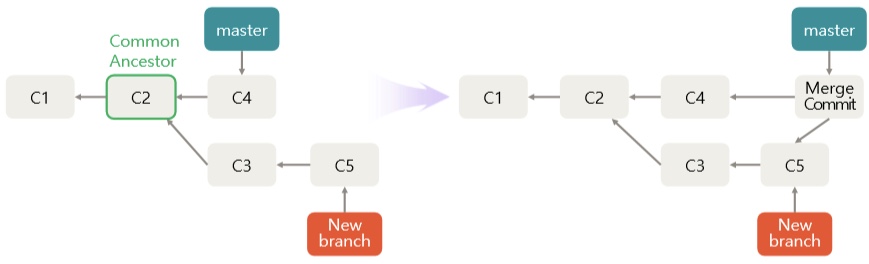 master
Common
Ancestor
C1
C2
C4
C3
C5
New
branch
master
C1
C2
C4
Merge
Commit
C3
C5
New
branch